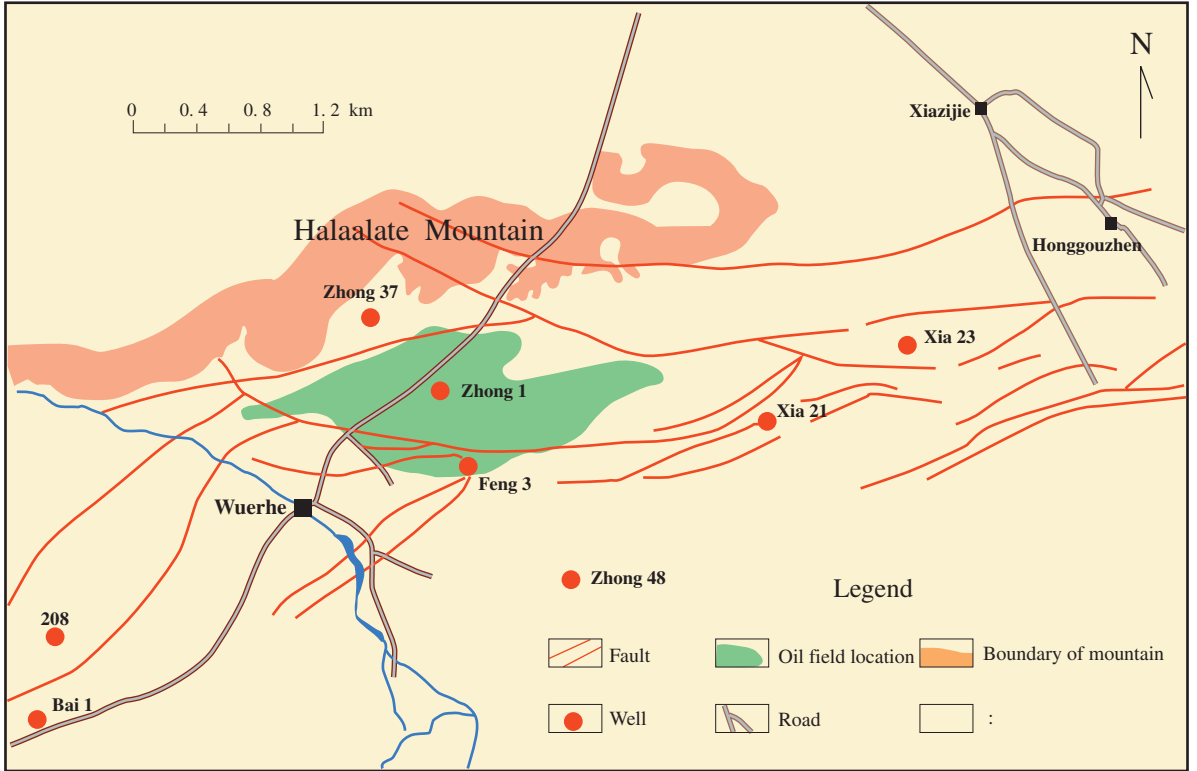 N
Xiazijie
0 0. 4 0. 8 1. 2 km
Halaalate Mountain
Honggouzhen
Zhong 37
Xia 23
Zhong 1
Xia 21
Feng 3
Wuerhe
Zhong 48
Legend
208
Fault
Oil field location
Boundary of mountain
Bai 1
Well
Road
: